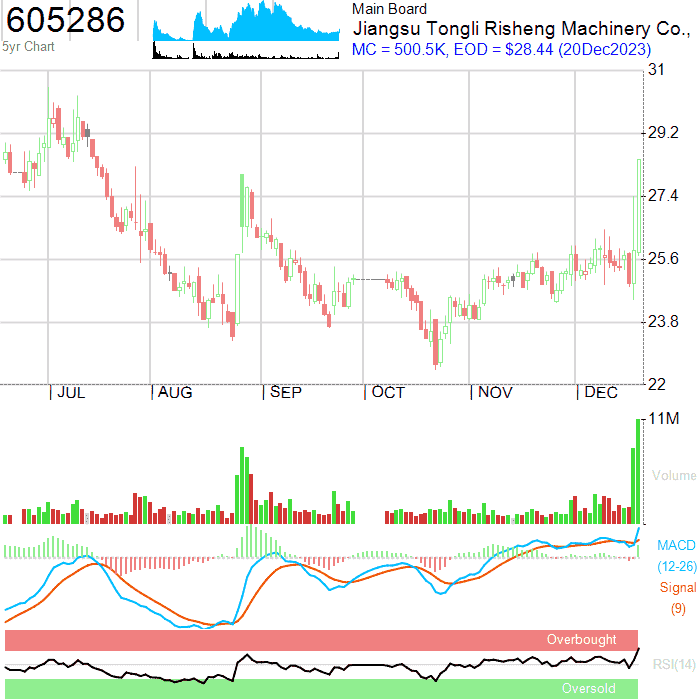 605286
5yr Chart
Main Board
Jiangsu Tongli Risheng Machinery Co.,
MC = 500.5K, EOD = $28.44 (20Dec2023)
31
29.2
27.4
25.6
23.8
22
JUL AUG SEP OCT NOV DEC
11M
Volume
MACD
(12-26)
Signal
(9)
Overbought
RSI(14)
Oversold